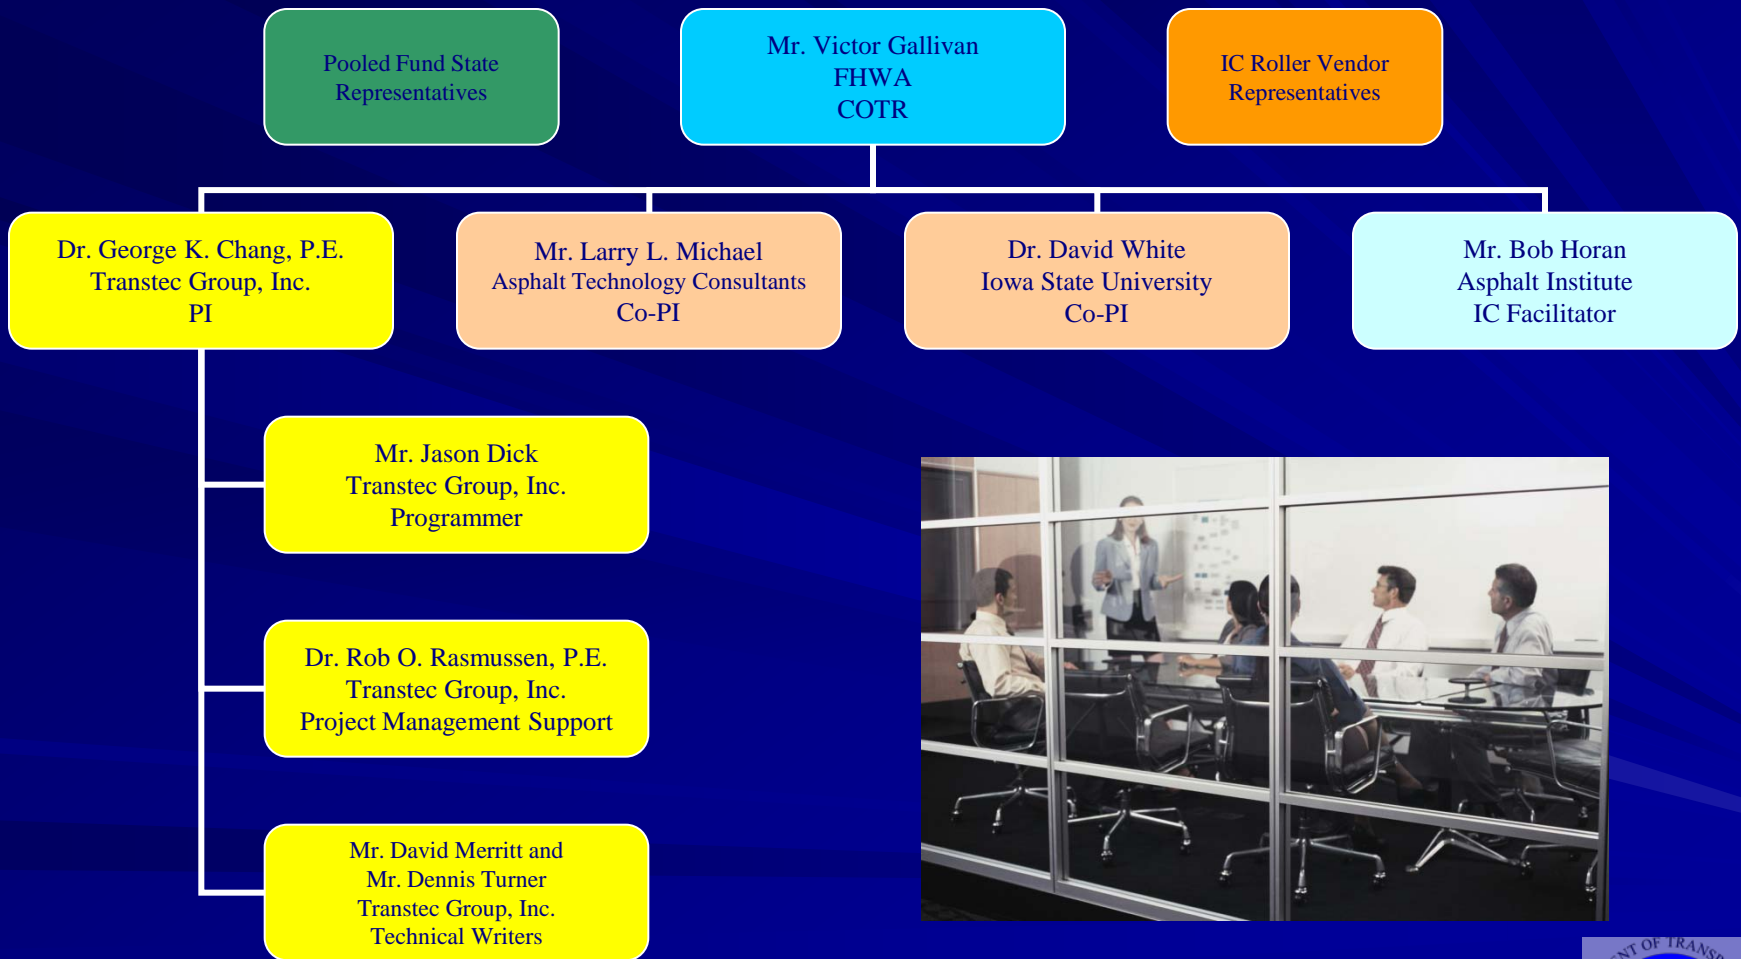 Pooled Fund State
Representatives
Mr. Victor Gallivan
FHWA
COTR
IC Roller Vendor
Representatives
Dr. George K. Chang, P.E.
Transtec Group, Inc.
PI
Mr. Larry L. Michael
Asphalt Technology Consultants
Co-PI
Dr. David White
Iowa State University
Co-PI
Mr. Bob Horan
Asphalt Institute
IC Facilitator
Mr. Jason Dick
Transtec Group, Inc.
Programmer
Dr. Rob O. Rasmussen, P.E.
Transtec Group, Inc.
Project Management Support
Mr. David Merritt and
Mr. Dennis Turner
Transtec Group, Inc.
Technical Writers
OF